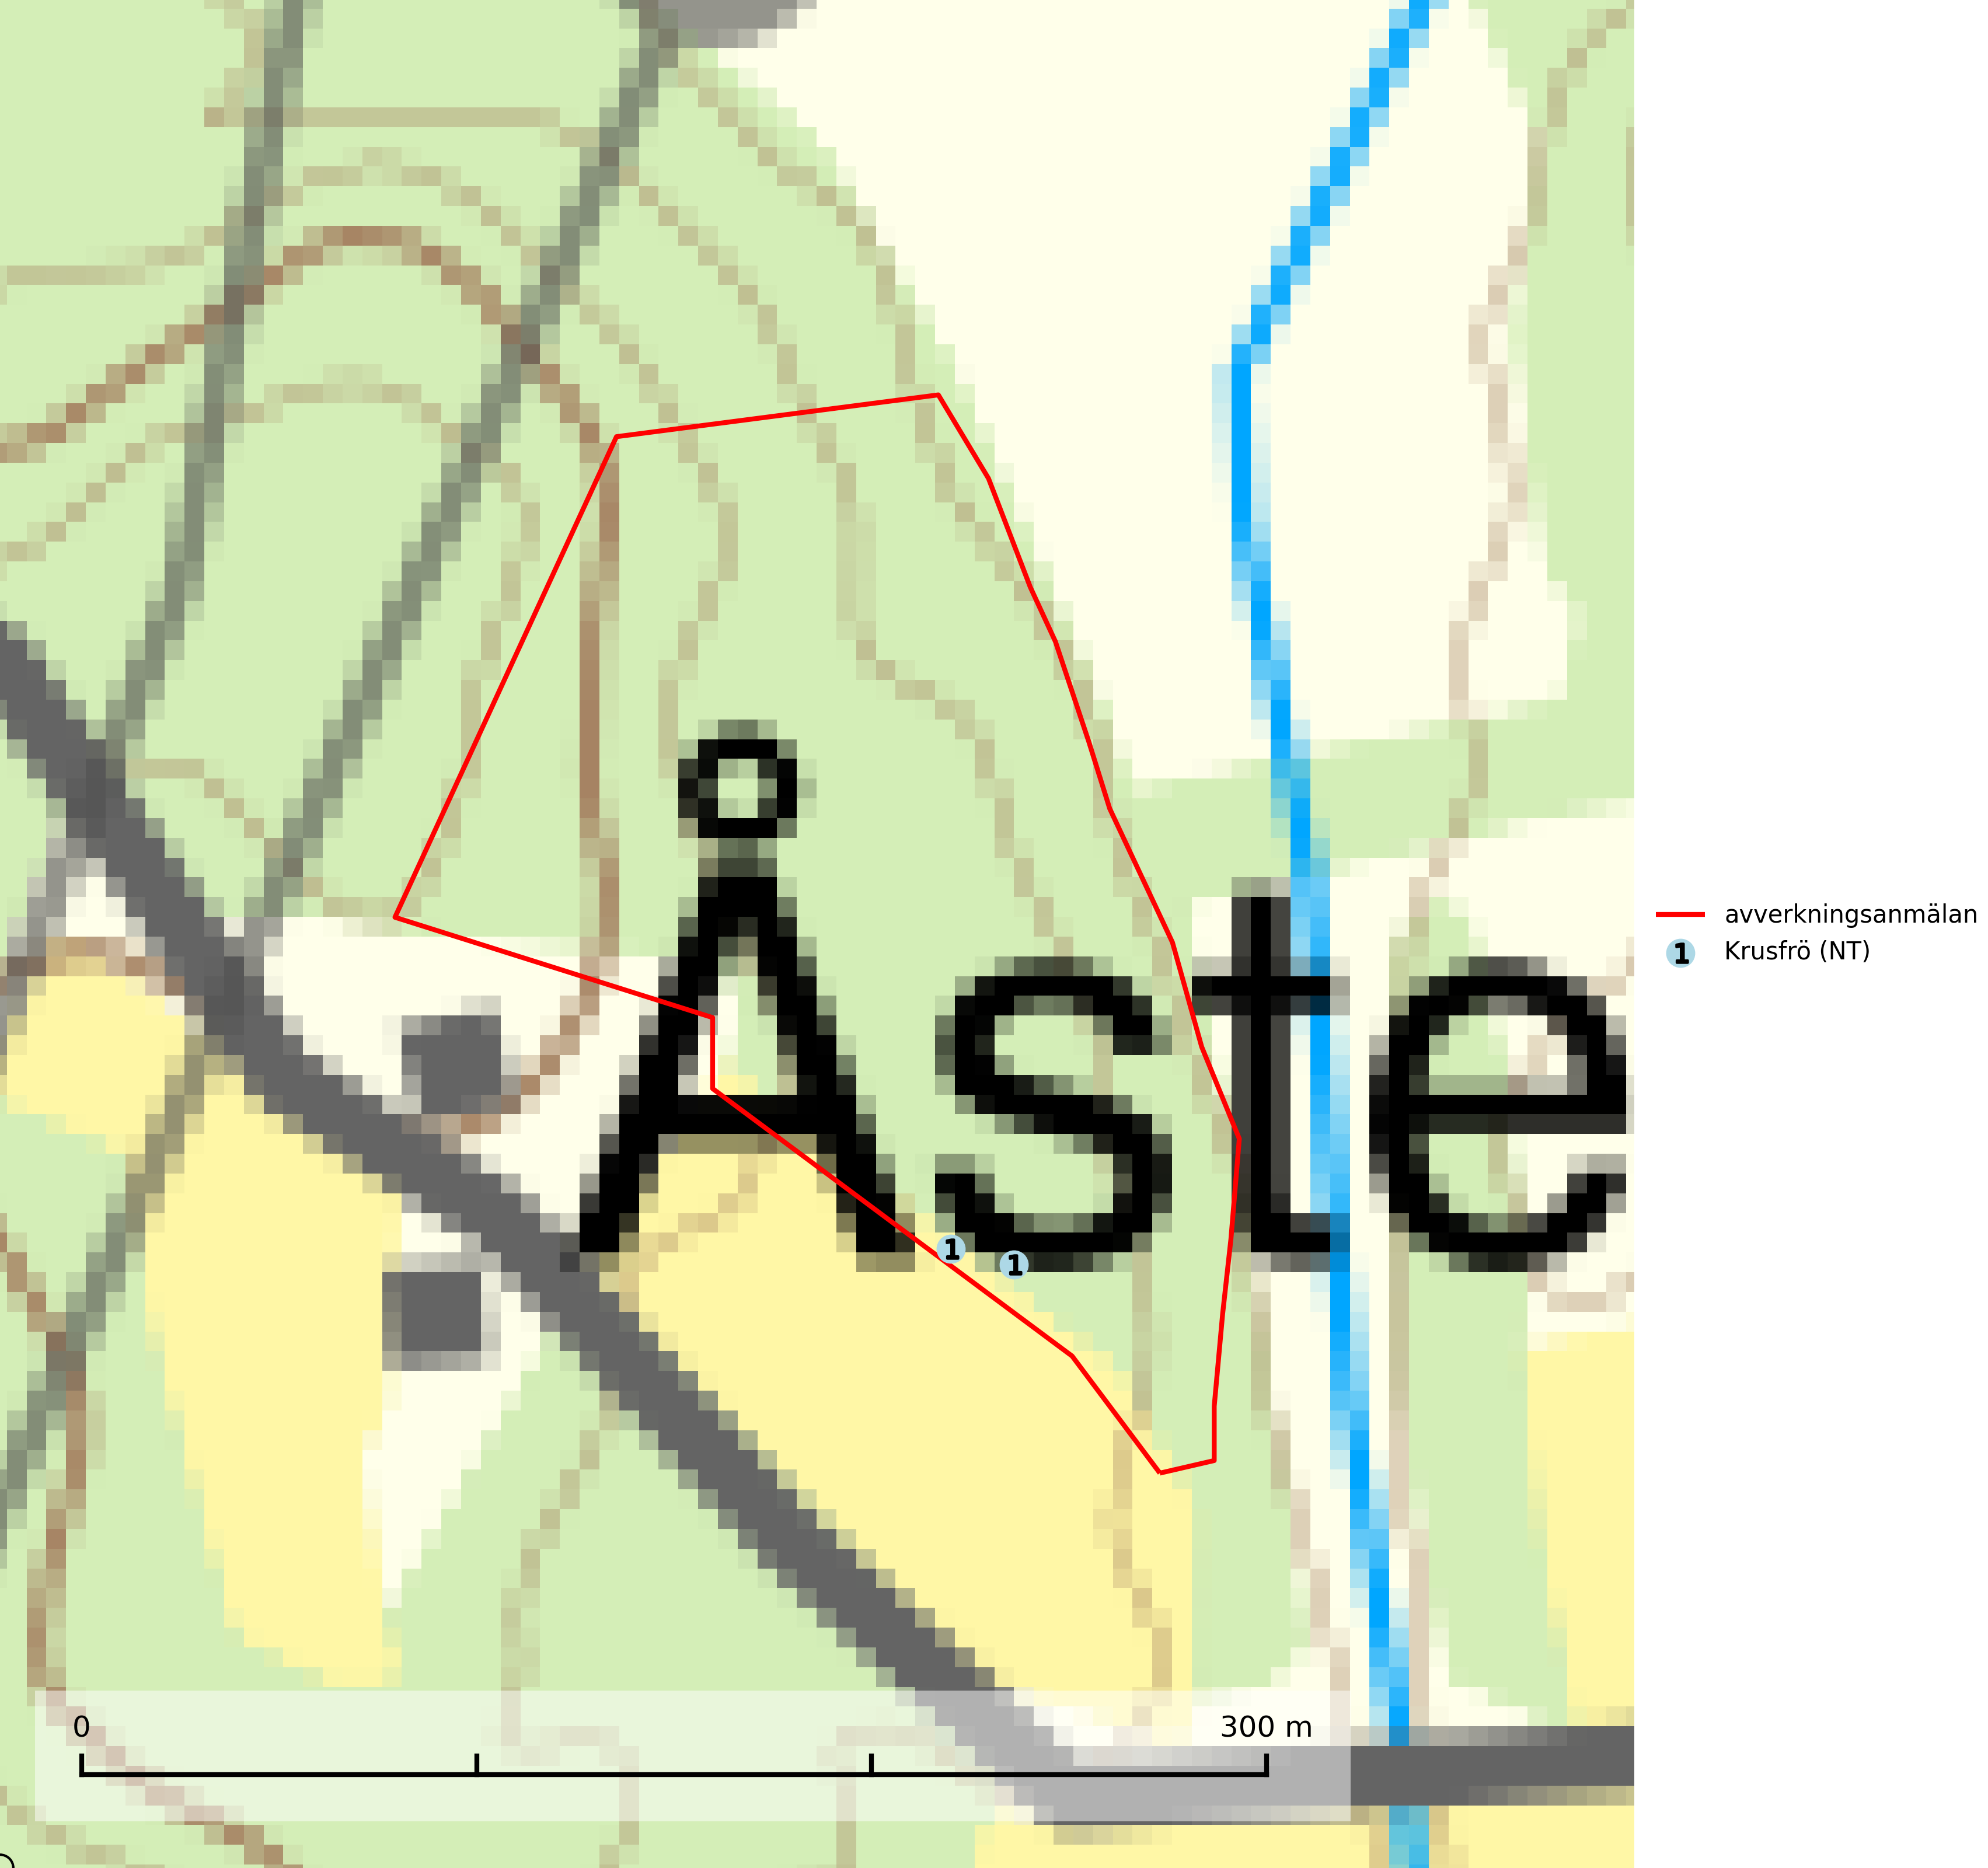 Åste
1
1
avverkningsanmälan
1 Krusfrö (NT)
0 300 m